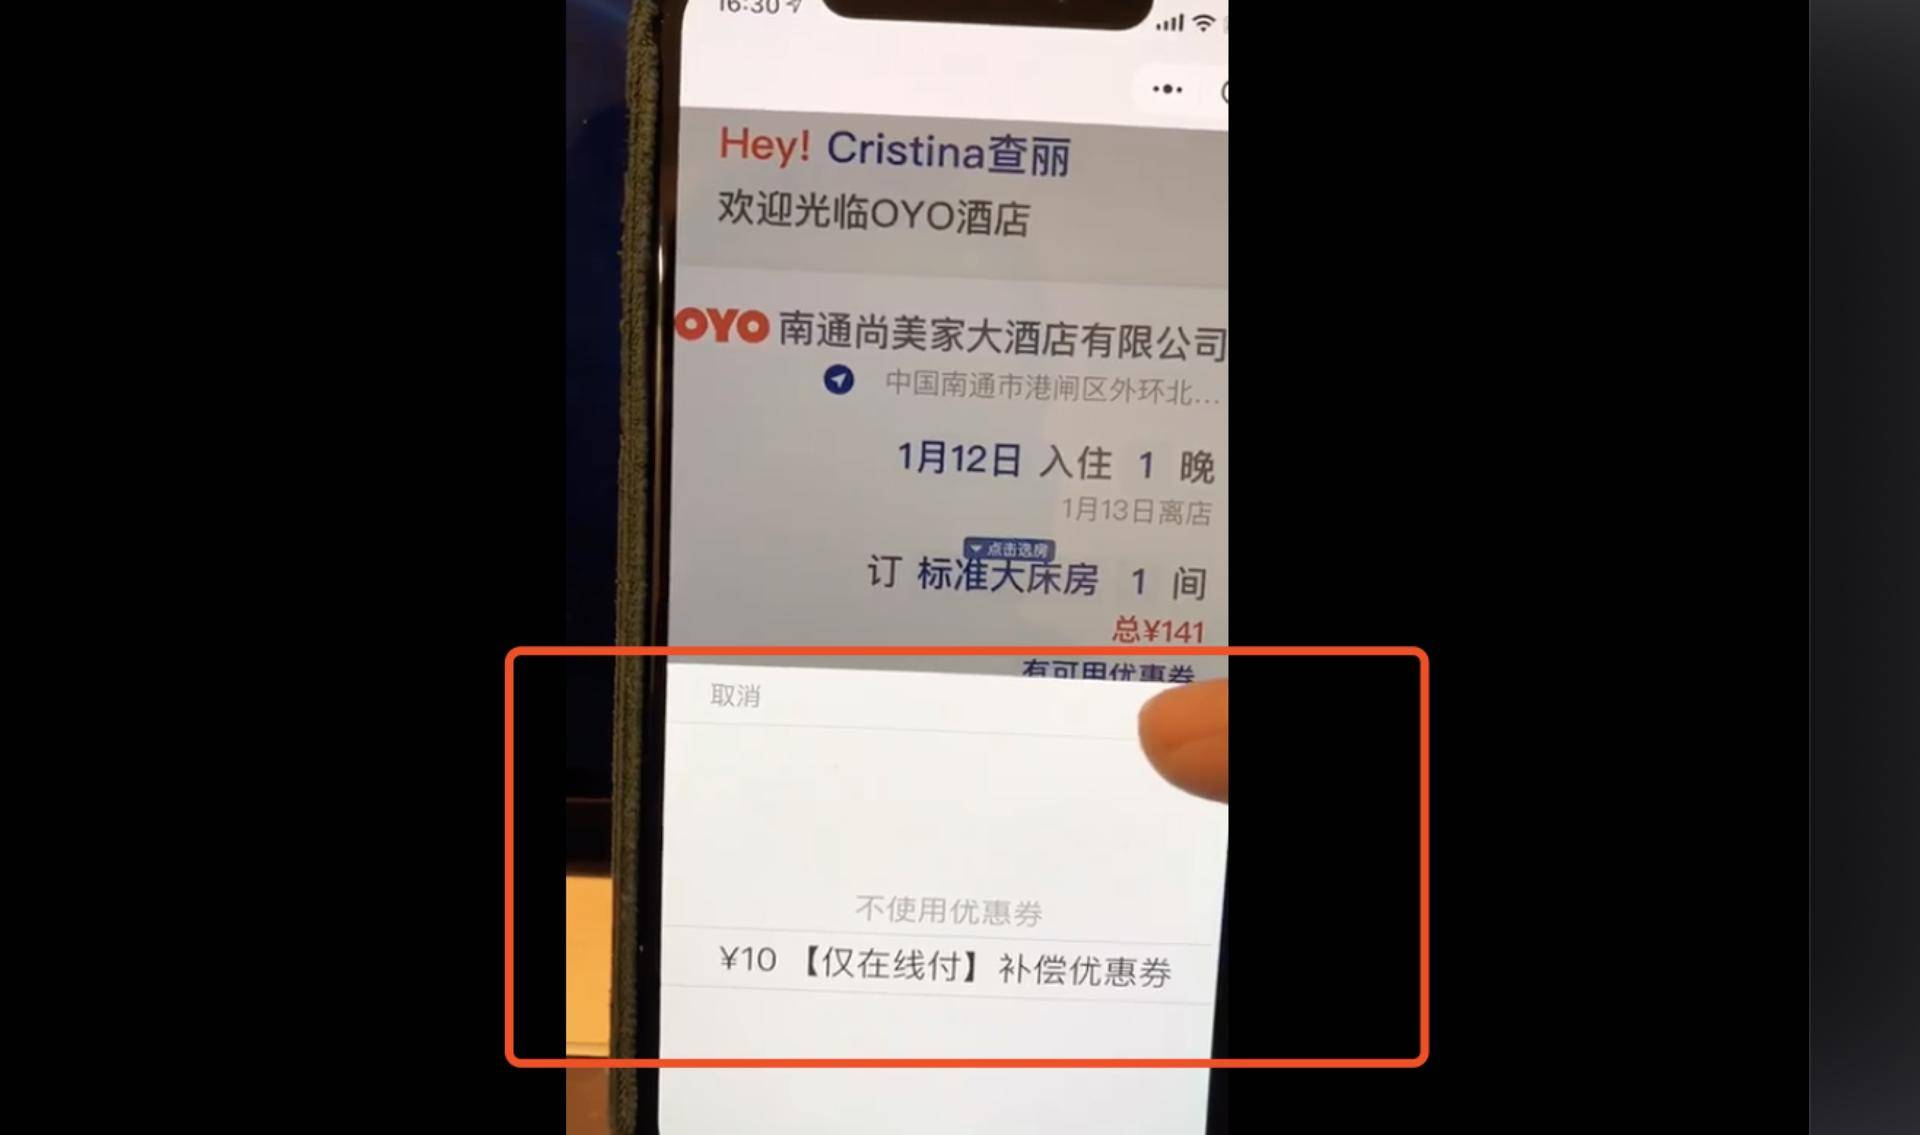 16:30
Hey! Cristina查丽
欢迎光临OYO酒店
OYO 南通尚美家大酒店有限公司
中国南通市港闸区外环北...
1月12日 入住 1 晚
1月13日离店
点击选房
订 标准大床房 1 间
总¥141
有可用优惠券
取消
不使用优惠券
¥10 【仅在线付】补偿优惠券